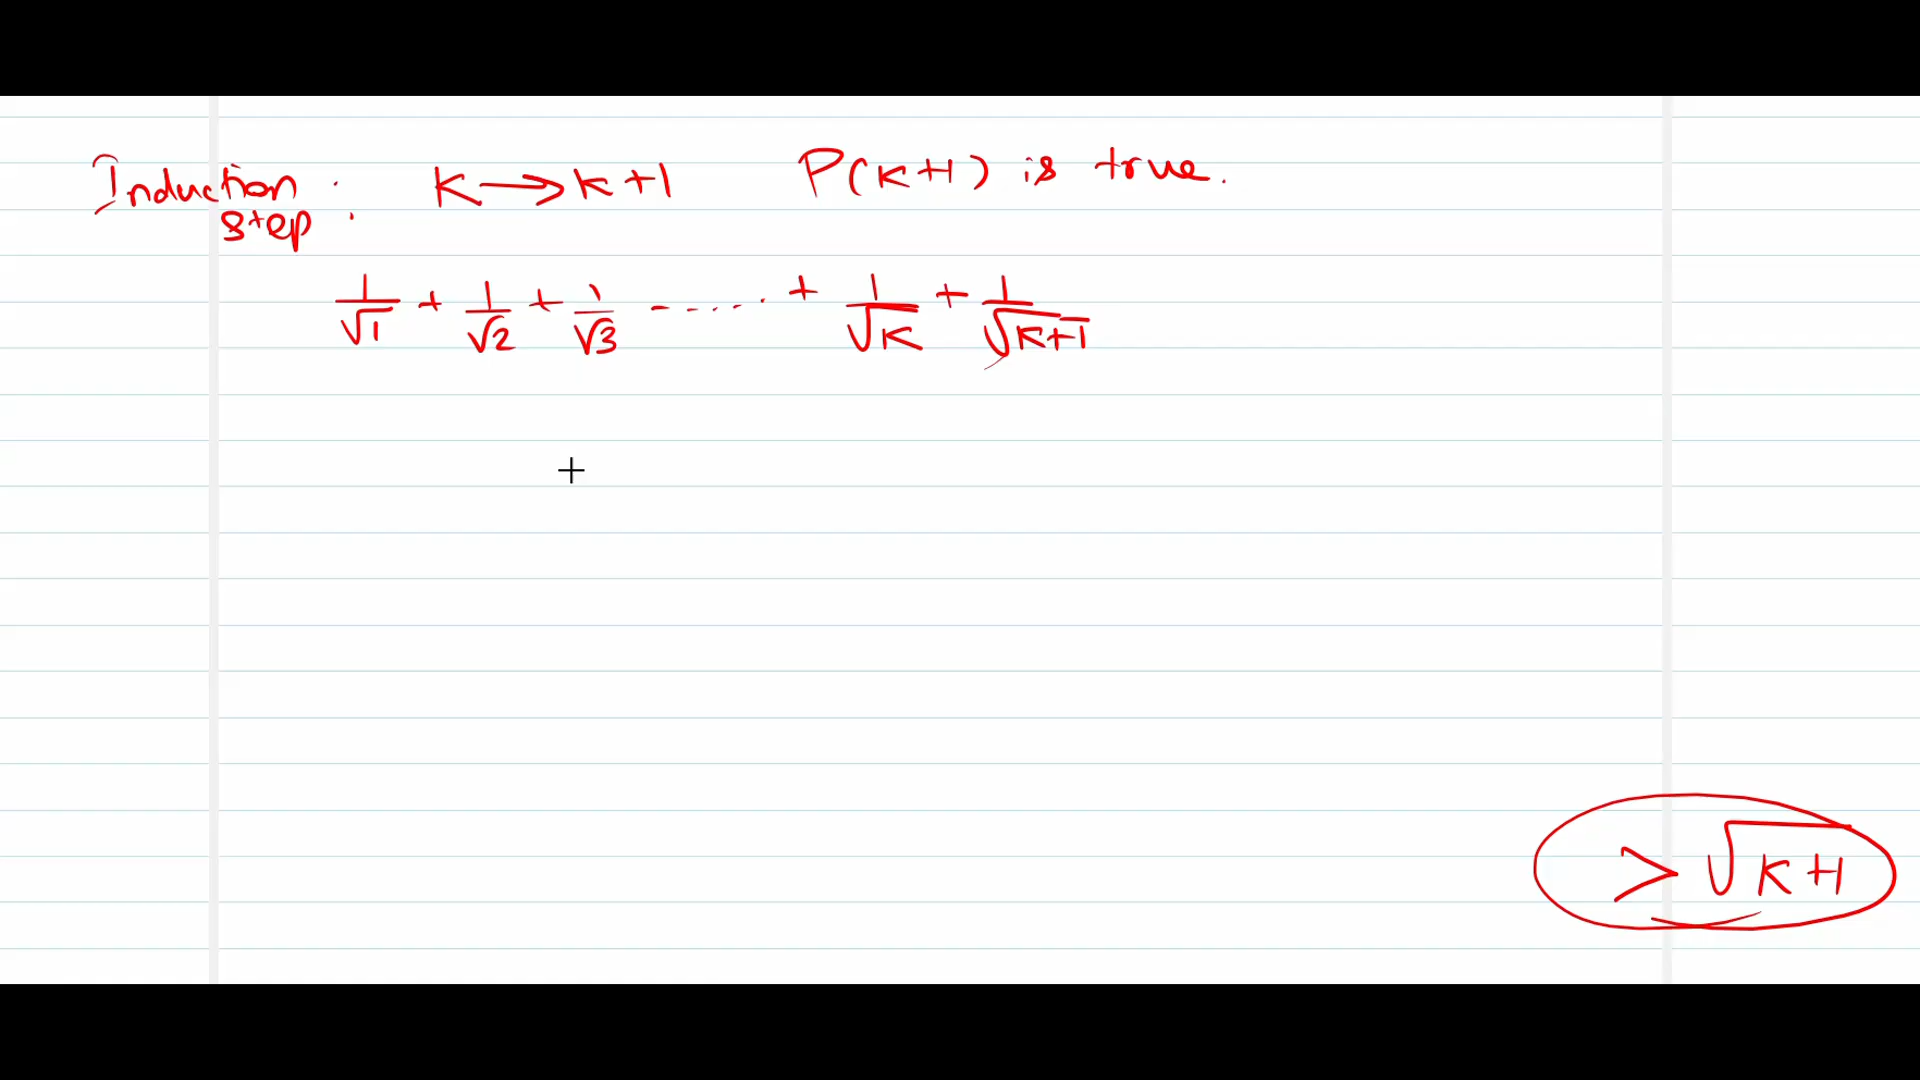 Induction : K → K+1 P(K+1) is true.
step :
1/√1 + 1/√2 + 1/√3 ----.. + 1/√K + 1/√K+1
> √K+1